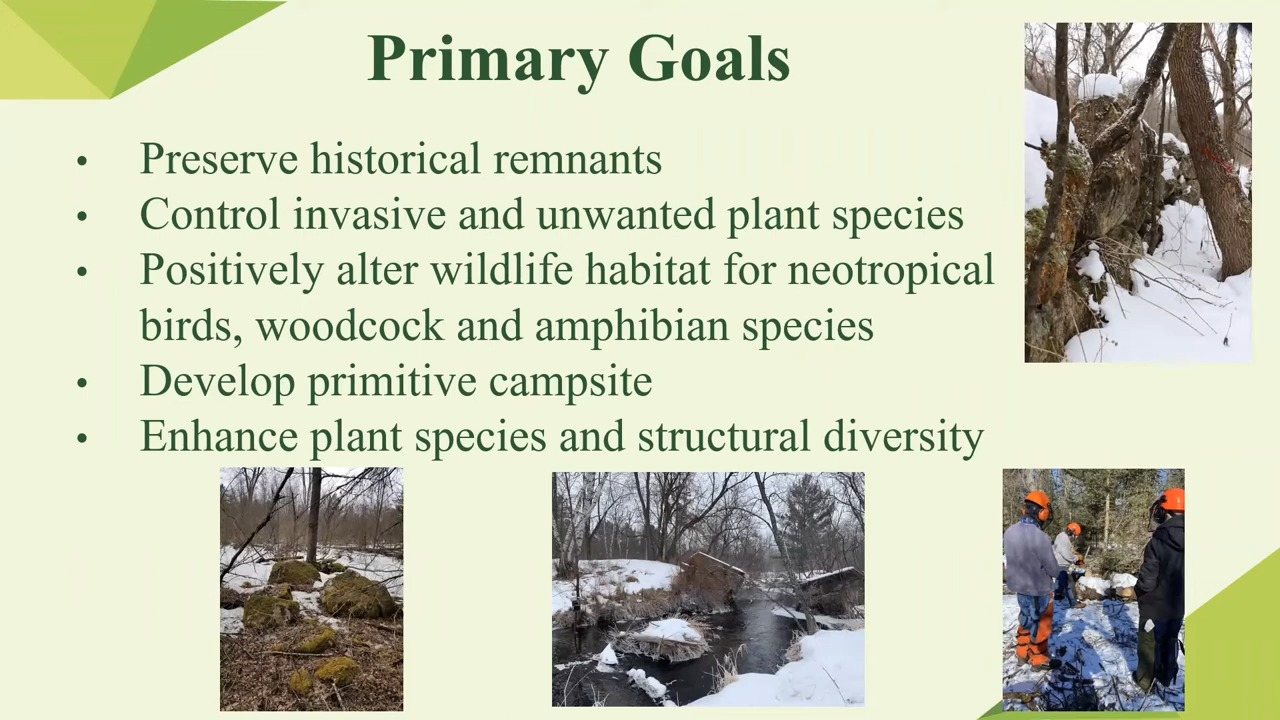 Primary Goals
• Preserve historical remnants
• Control invasive and unwanted plant species
• Positively alter wildlife habitat for neotropical
birds, woodcock and amphibian species
• Develop primitive campsite
• Enhance plant species and structural diversity